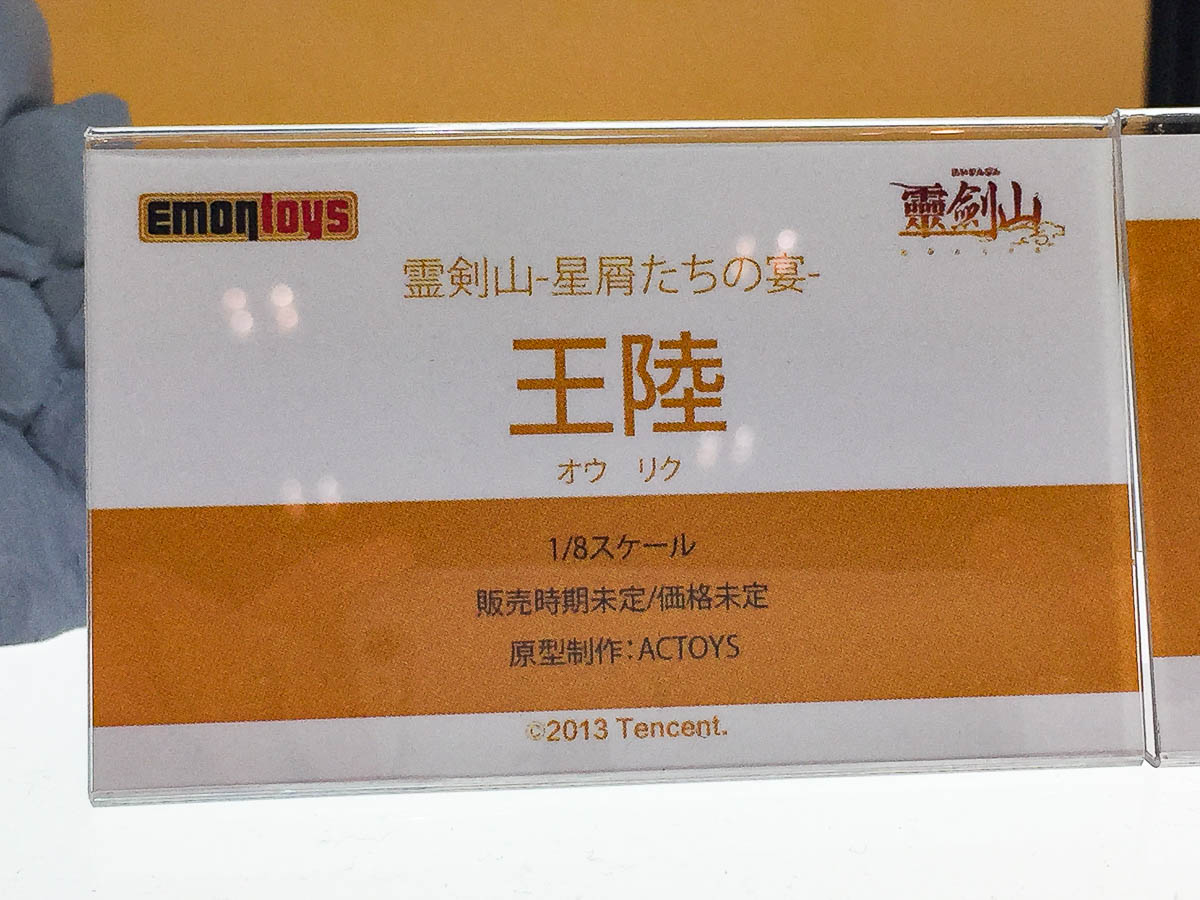 Emontoys
靈剣山
霊剣山-星屑たちの宴-
王陸
オウ リク
1/8スケール
販売時期未定/価格未定
原型制作:ACTOYS
©2013 Tencent.